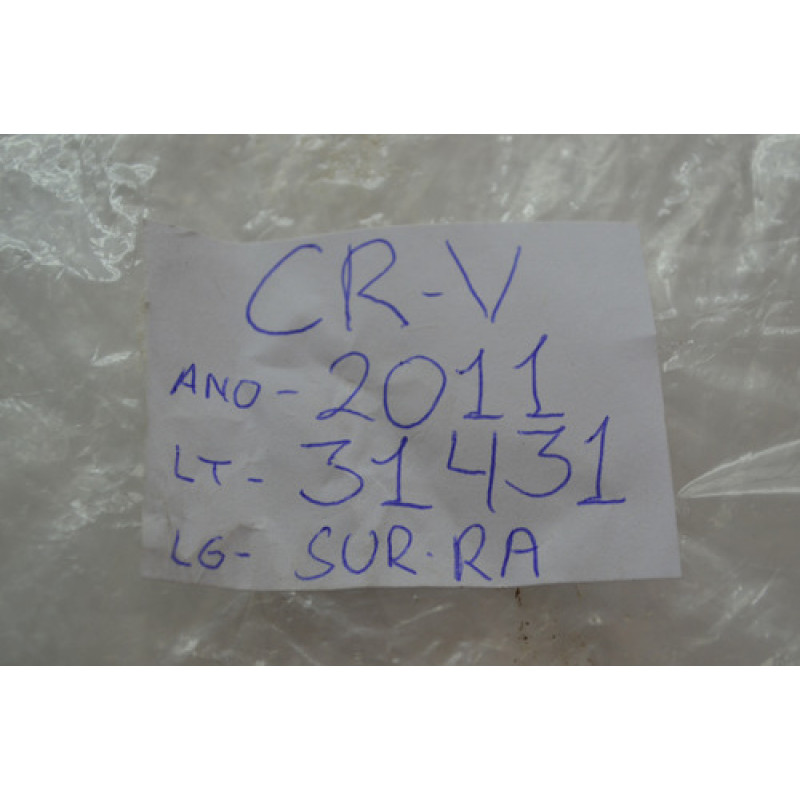 CR-V
ANO- 2011
LT- 31431
LG- SUR.RA